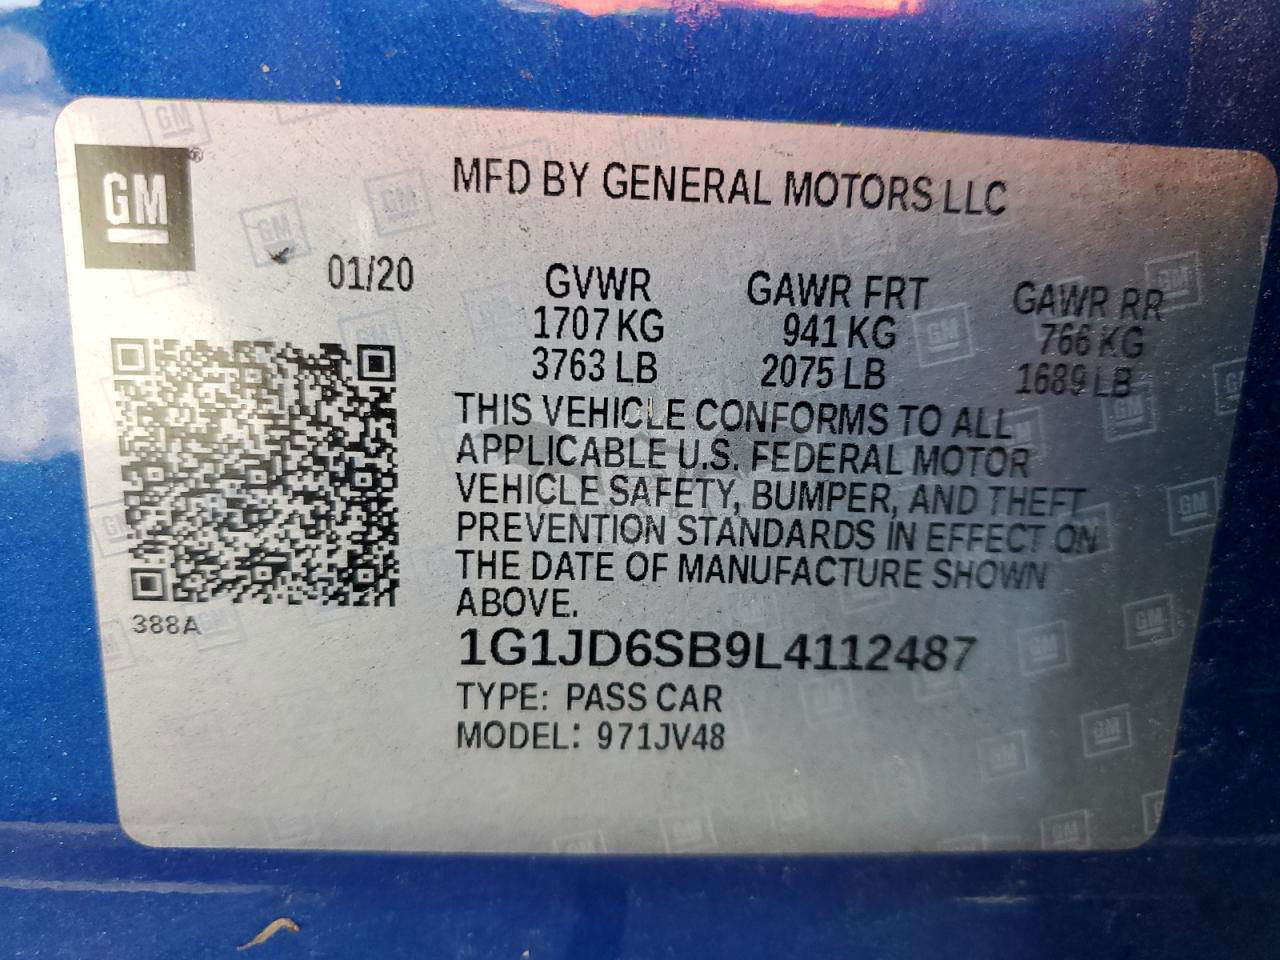 GM
MFD BY GENERAL MOTORS LLC
01/20
GVWR GAWR FRT GAWR RR
1707 KG 941 KG 766 KG
3763 LB 2075 LB 1689 LB
THIS VEHICLE CONFORMS TO ALL
APPLICABLE U.S. FEDERAL MOTOR
VEHICLE SAFETY, BUMPER, AND THEFT
PREVENTION STANDARDS IN EFFECT ON
THE DATE OF MANUFACTURE SHOWN
ABOVE.
388A
1G1JD6SB9L4112487
TYPE: PASS CAR
MODEL: 971JV48